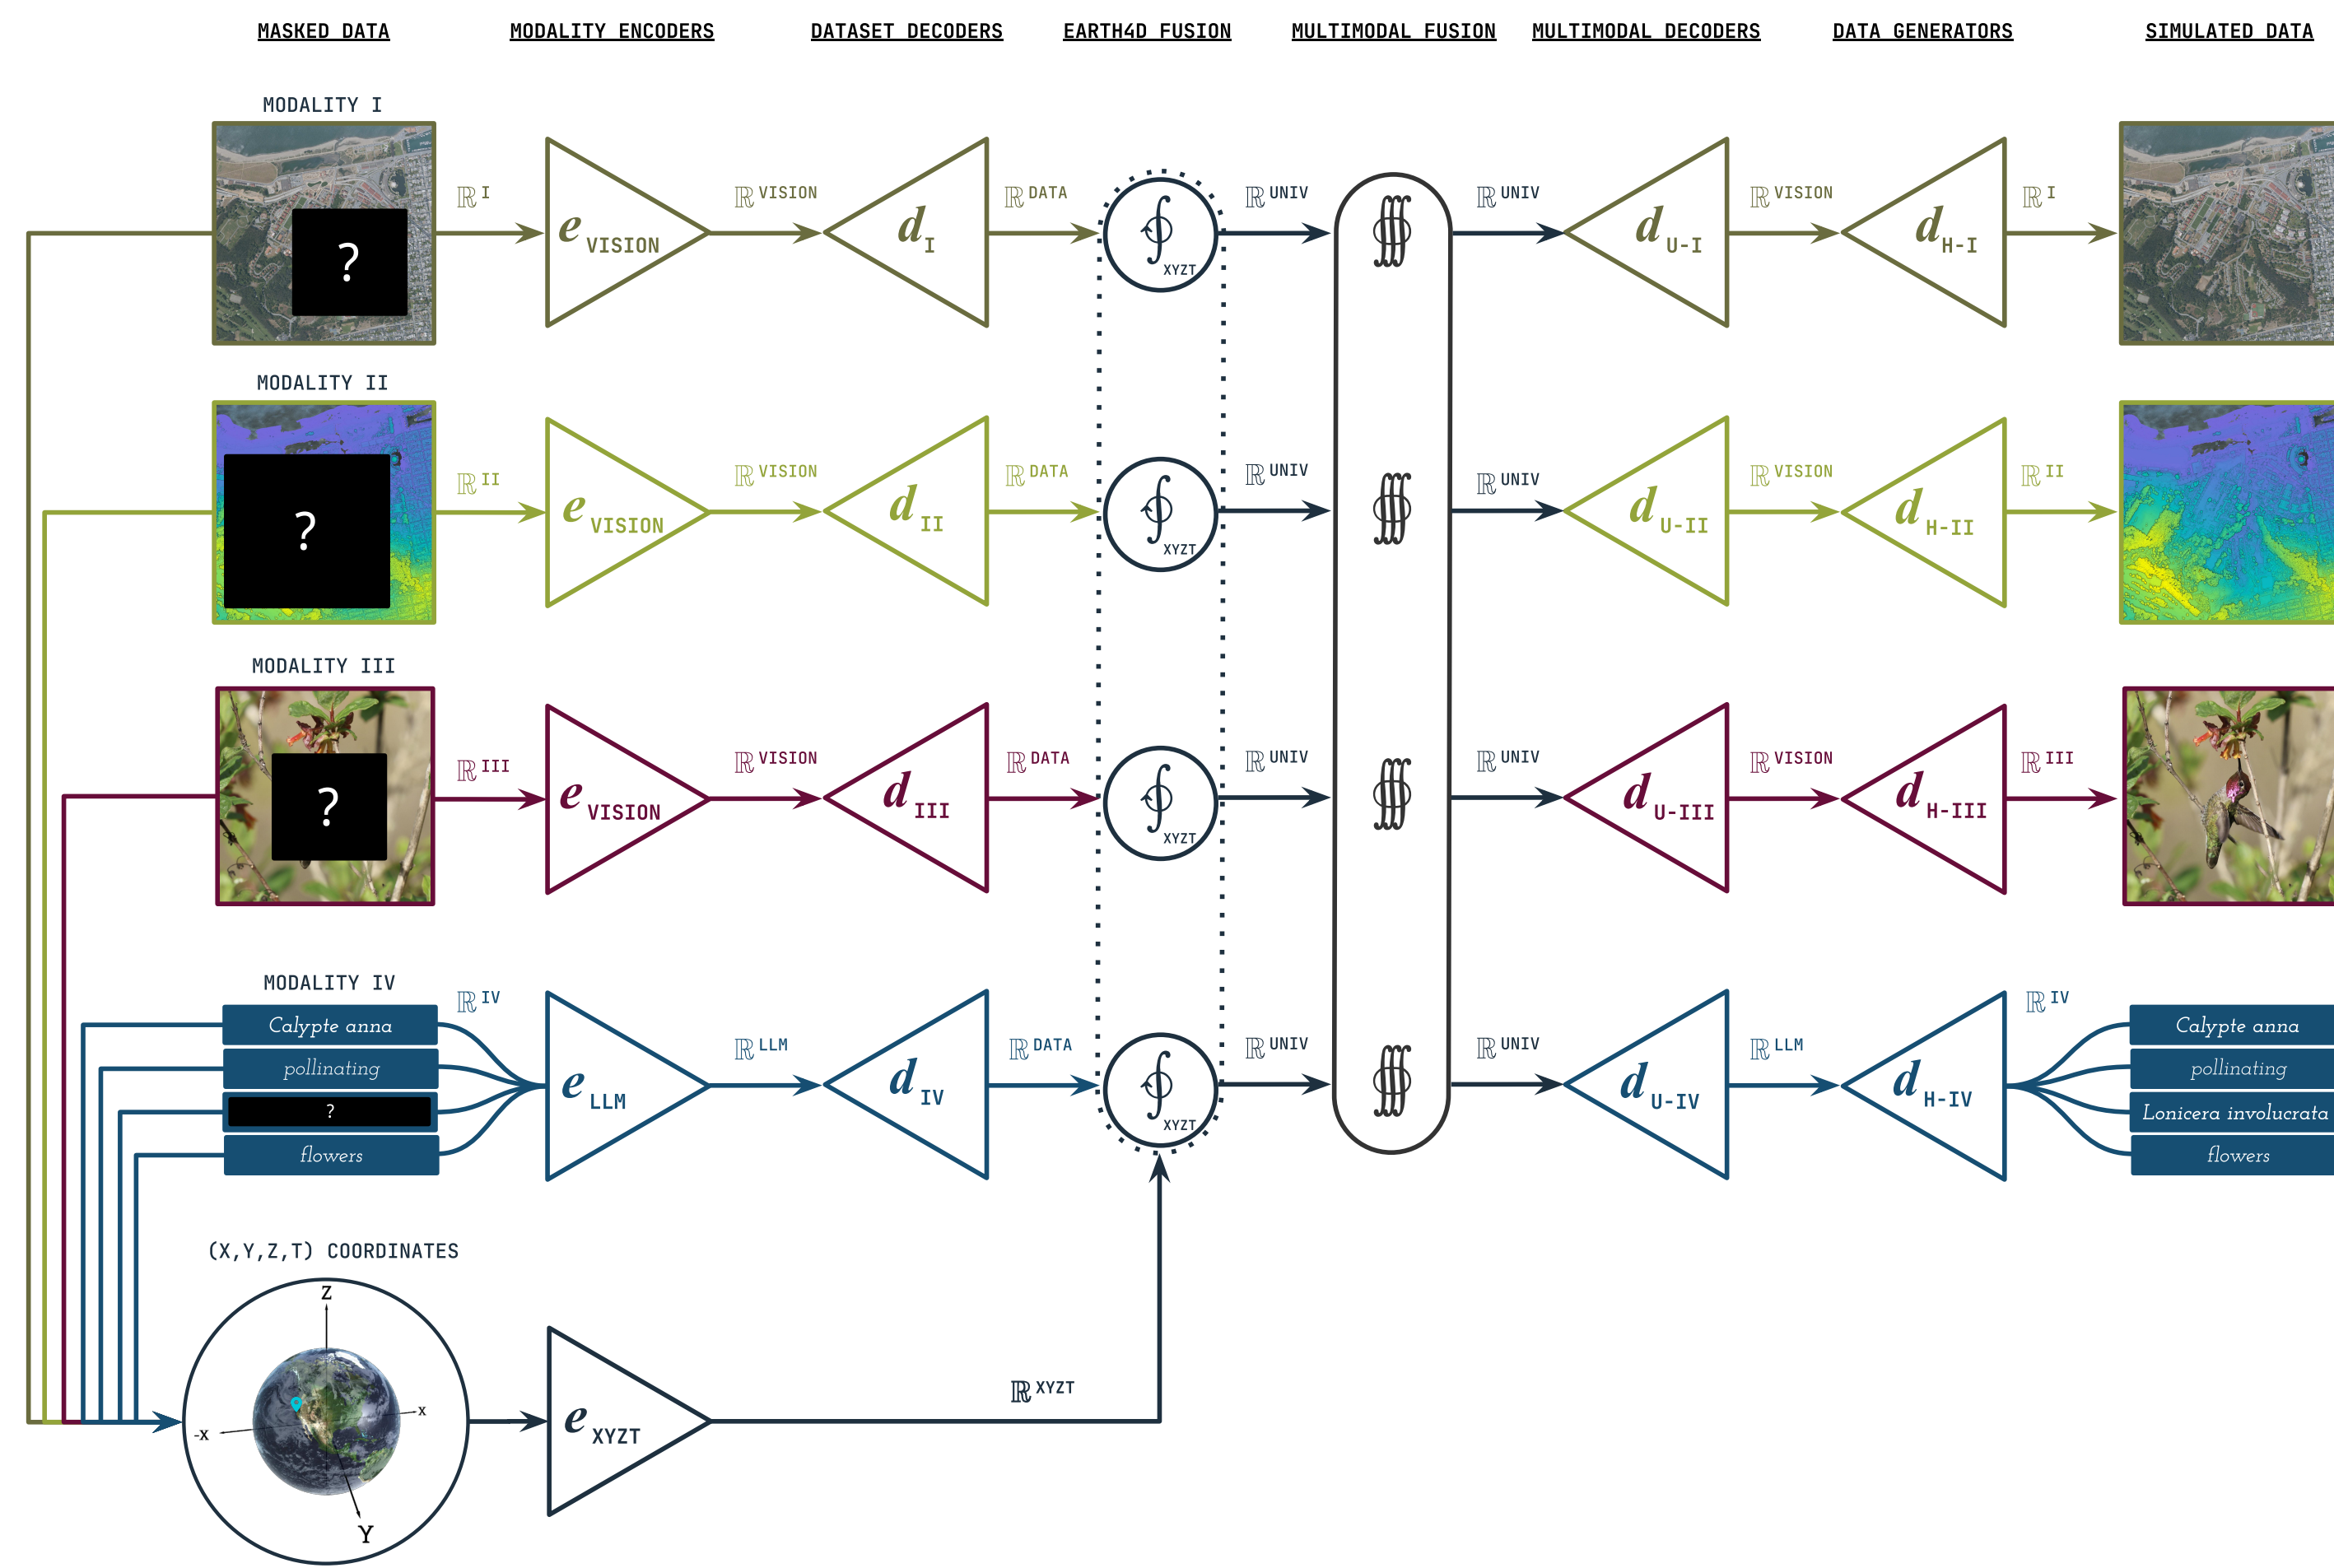 MASKED DATA MODALITY ENCODERS DATASET DECODERS EARTH4D FUSION MULTIMODAL FUSION MULTIMODAL DECODERS DATA GENERATORS SIMULATED DATA
MODALITY I
? ℝ I e VISION ℝ VISION d I ℝ DATA ∮ XYZT ℝ UNIV ∰ ℝ UNIV d U-I ℝ VISION d H-I ℝ I
MODALITY II
? ℝ II e VISION ℝ VISION d II ℝ DATA ∮ XYZT ℝ UNIV ∰ ℝ UNIV d U-II ℝ VISION d H-II ℝ II
MODALITY III
? ℝ III e VISION ℝ VISION d III ℝ DATA ∮ XYZT ℝ UNIV ∰ ℝ UNIV d U-III ℝ VISION d H-III ℝ III
MODALITY IV
ℝ IV e LLM ℝ LLM d IV ℝ DATA ∮ XYZT ℝ UNIV ∰ ℝ UNIV d U-IV ℝ LLM d H-IV ℝ IV
Calypte anna
pollinating
?
flowers
Calypte anna
pollinating
Lonicera involucrata
flowers
(X,Y,Z,T) COORDINATES
Z
-X
X
Y
e XYZT
ℝ XYZT